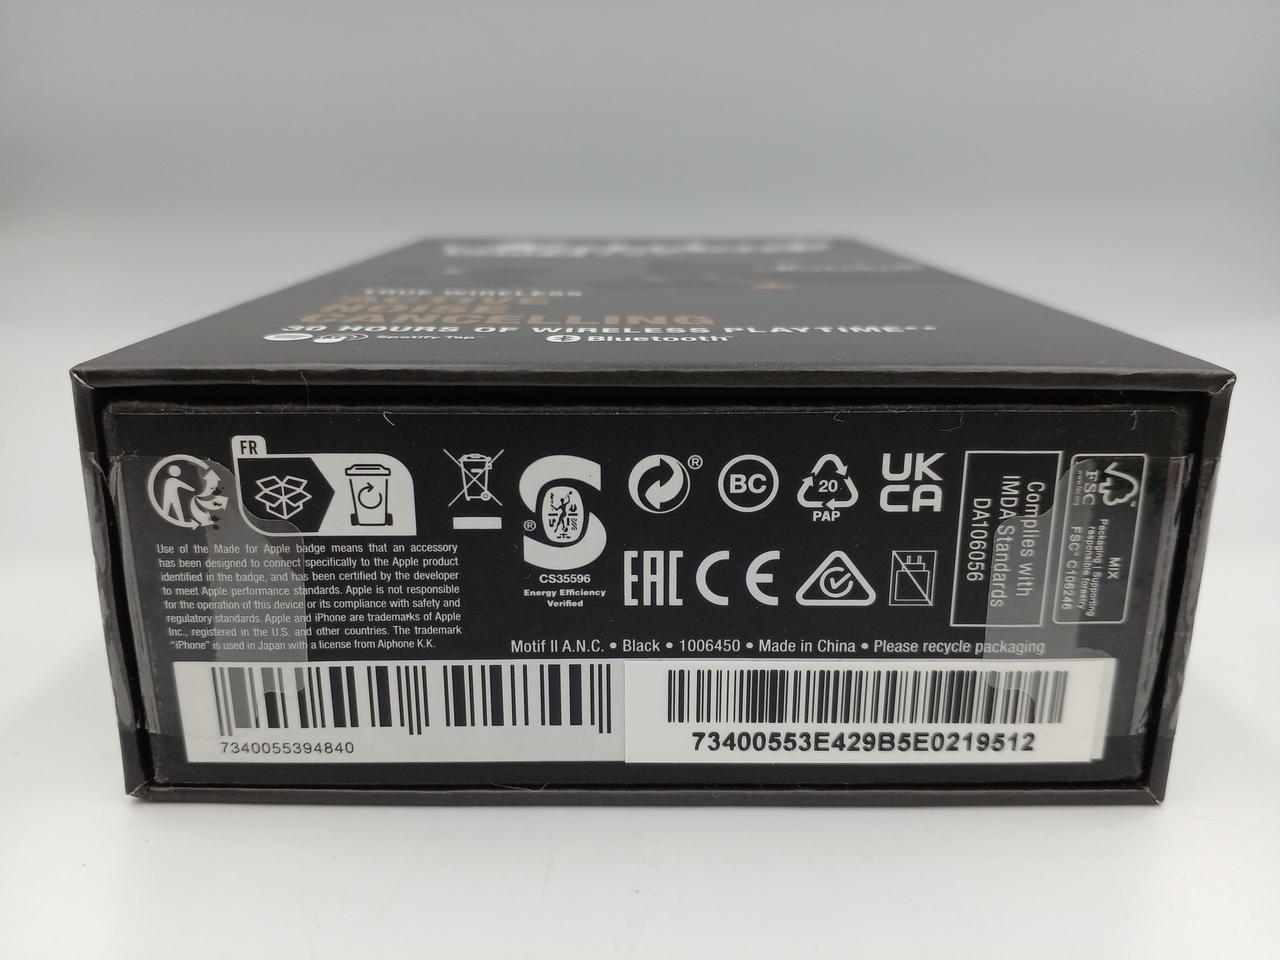 TRUE WIRELESS
ACTIVE
NOISE
CANCELLING
30 HOURS OF WIRELESS PLAYTIME**
Spotify Tap™
Bluetooth®
FR
®
®
BC
20
PAP
UK
CA
CS35596
Energy Efficiency
Verified
EAC
CE
Complies with
IMDA Standards
DA106056
FSC
www.fsc.org
MIX
Packaging | Supporting
responsible forestry
FSC® C106246
Use of the Made for Apple badge means that an accessory
has been designed to connect specifically to the Apple product
identified in the badge, and has been certified by the developer
to meet Apple performance standards. Apple is not responsible
for the operation of this device or its compliance with safety and
regulatory standards. Apple and iPhone are trademarks of Apple
Inc., registered in the U.S. and other countries. The trademark
“iPhone” is used in Japan with a license from Aiphone K.K.
Motif II A.N.C. • Black • 1006450 • Made in China • Please recycle packaging
7340055394840
73400553E429B5E0219512